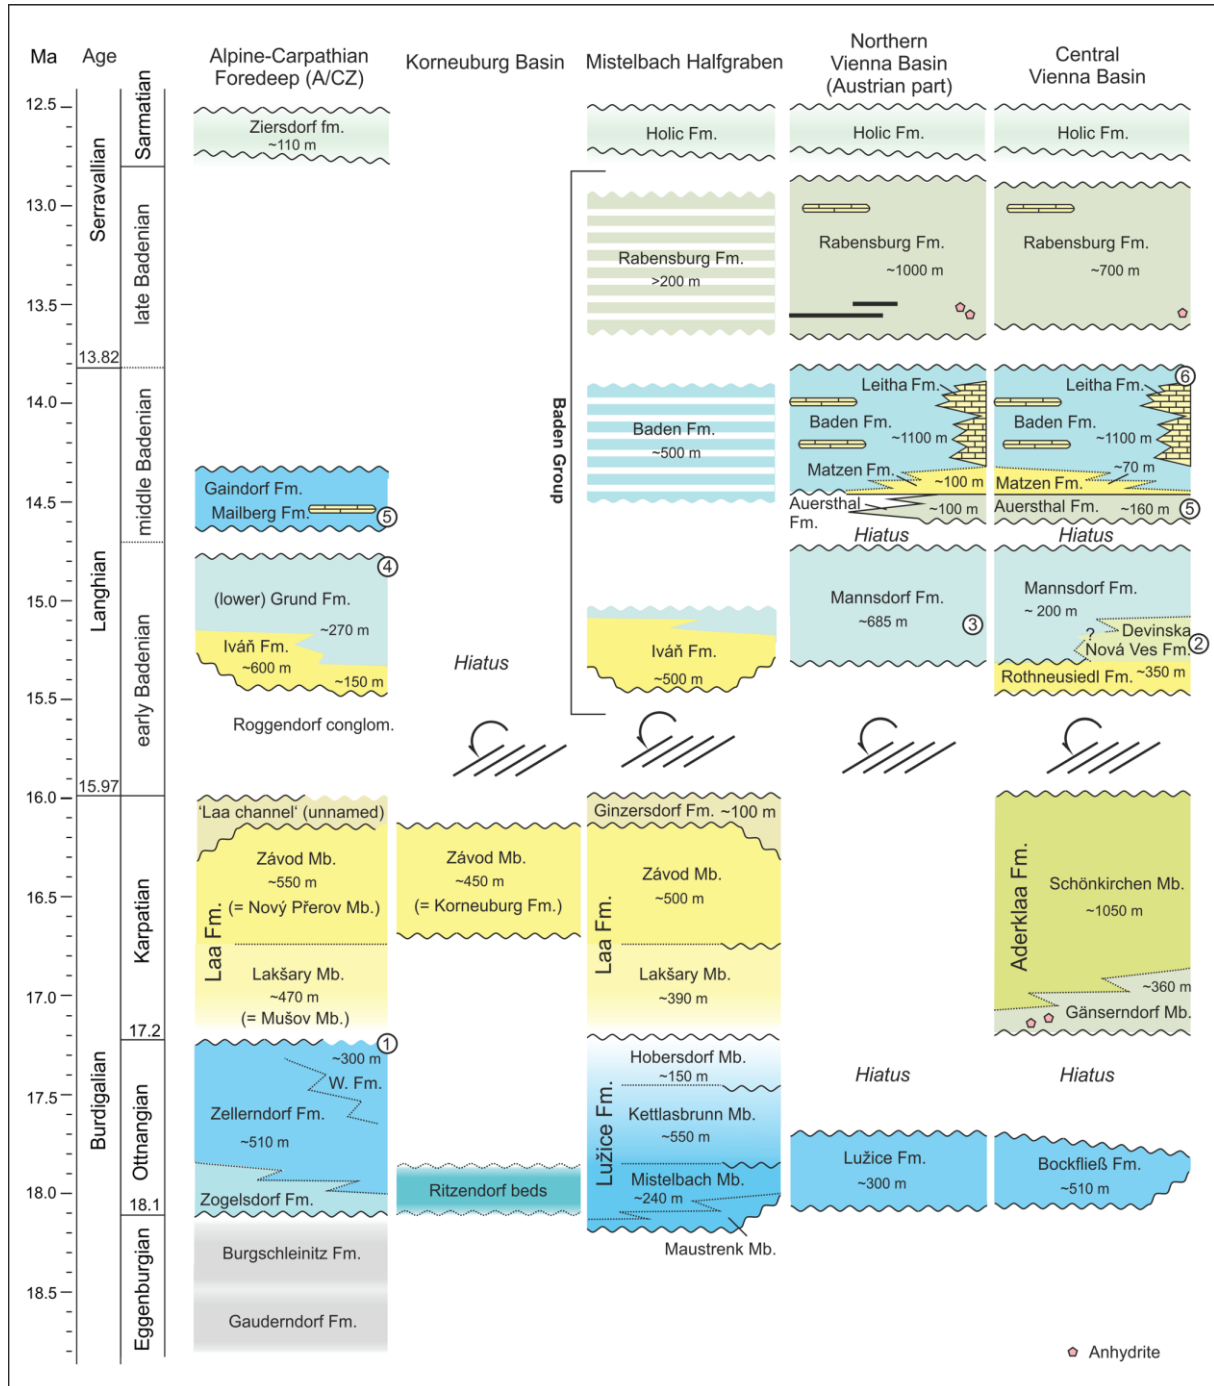 Ma
Age
Alpine-Carpathian
Foredeep (A/CZ)
Korneuburg Basin
Mistelbach Halfgraben
Northern
Vienna Basin
(Austrian part)
Central
Vienna Basin
12.5
13.0
13.5
14.0
14.5
15.0
15.5
16.0
16.5
17.0
17.5
18.0
18.5
Serravallian
Langhian
Burdigalian
13.82
15.97
17.2
18.1
Sarmatian
late Badenian
middle Badenian
early Badenian
Karpatian
Ottnangian
Eggenburgian
Ziersdorf fm.
~110 m
Gaindorf Fm.
Mailberg Fm.
5
4
(lower) Grund Fm.
~270 m
Iváň Fm.
~600 m
~150 m
Roggendorf conglom.
'Laa channel' (unnamed)
Laa Fm.
Závod Mb.
~550 m
(= Nový Přerov Mb.)
Lakšary Mb.
~470 m
(= Mušov Mb.)
1
~300 m
W. Fm.
Zellerndorf Fm.
~510 m
Zogelsdorf Fm.
Burgschleinitz Fm.
Gauderndorf Fm.
Hiatus
Závod Mb.
~450 m
(= Korneuburg Fm.)
Ritzendorf beds
Baden Group
Holic Fm.
Rabensburg Fm.
>200 m
Baden Fm.
~500 m
Iváň Fm.
~500 m
Ginzersdorf Fm. ~100 m
Laa Fm.
Závod Mb.
~500 m
Lakšary Mb.
~390 m
Lužice Fm.
Hobersdorf Mb.
~150 m
Kettlasbrunn Mb.
~550 m
Mistelbach Mb.
~240 m
Maustrenk Mb.
Holic Fm.
Rabensburg Fm.
~1000 m
Leitha Fm.
Baden Fm.
~1100 m
Matzen Fm.
~100 m
Auersthal
Fm.
~100 m
Hiatus
Mannsdorf Fm.
~685 m
3
Hiatus
Lužice Fm.
~300 m
Holic Fm.
Rabensburg Fm.
~700 m
6
Leitha Fm.
Baden Fm.
~1100 m
~70 m
Matzen Fm.
Auersthal Fm.
~160 m
5
Hiatus
Mannsdorf Fm.
~ 200 m
?
Devinska
Nová Ves Fm.
2
Rothneusiedl Fm.
~350 m
Aderklaa Fm.
Schönkirchen Mb.
~1050 m
~360 m
Gänserndorf Mb.
Hiatus
Bockfließ Fm.
~510 m
Anhydrite